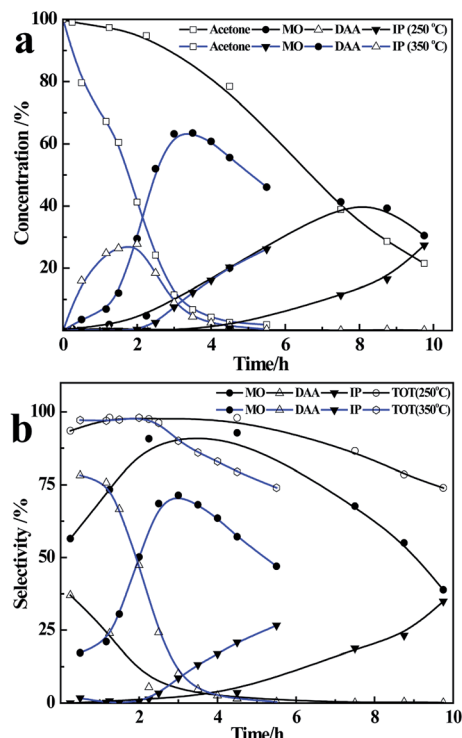 a
Acetone MO DAA IP (250 °C)
Acetone MO DAA IP (350 °C)
Concentration /%
100
80
60
40
20
0 2 4 6 8 10
Time/h
b
MO DAA IP TOT(250°C)
MO DAA IP TOT(350°C)
Selectivity /%
100
75
50
25
0
0 2 4 6 8 10
Time/h